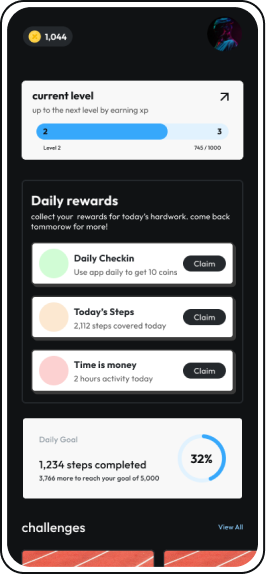 1,044
current level
up to the next level by earning xp
2 3
Level 2 745 / 1000
Daily rewards
collect your rewards for today's hardwork. come back
tommorow for more!
Daily Checkin
Use app daily to get 10 coins
Claim
Today's Steps
2,112 steps covered today
Claim
Time is money
2 hours activity today
Claim
Daily Goal
1,234 steps completed
3,766 more to reach your goal of 5,000
32%
challenges
View All